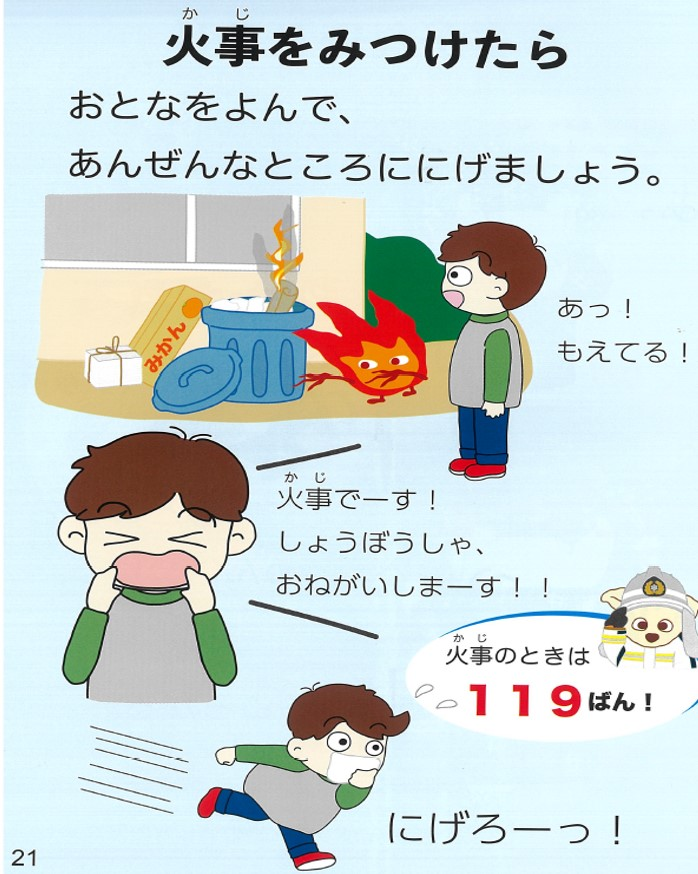 かじ
火事をみつけたら
おとなをよんで、
あんぜんなところににげましょう。
みかん
あっ！
もえてる！
かじ
火事でーす！
しょうぼうしゃ、
おねがいしまーす！！
かじ
火事のときは
119ばん！
にげろーっ！
21